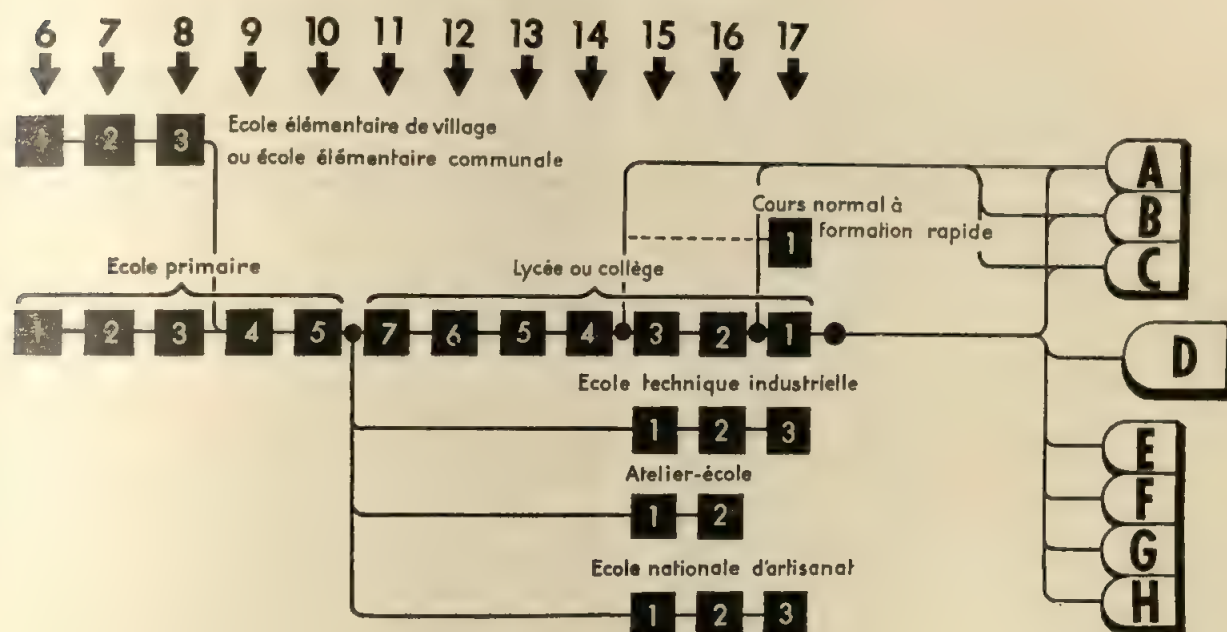 6 7 8 9 10 11 12 13 14 15 16 17
1 2 3 Ecole élémentaire de village
ou école élémentaire communale
A
B
C
Cours normal à
formation rapide
1
Ecole primaire
Lycée ou collège
1 2 3 4 5 7 6 5 4 3 2 1
D
Ecole technique industrielle
1 2 3
Atelier-école
1 2
Ecole nationale d'artisanat
1 2 3
E
F
G
H